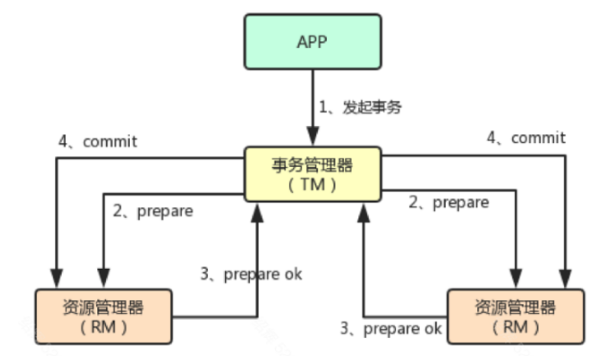 APP
1、发起事务
4、commit
4、commit
事务管理器
（TM）
2、prepare
2、prepare
3、prepare ok
资源管理器
（RM）
3、prepare ok
资源管理器
（RM）